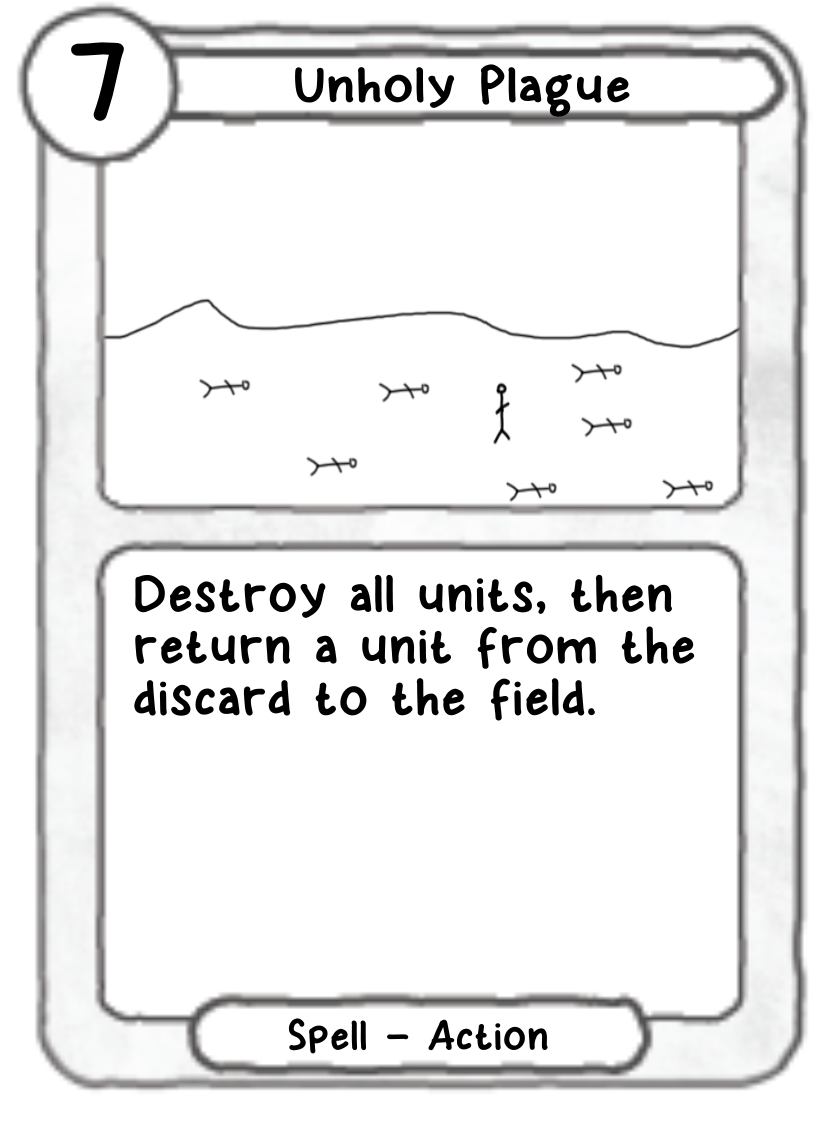 7
Unholy Plague
Destroy all units, then
return a unit from the
discard to the field.
Spell – Action